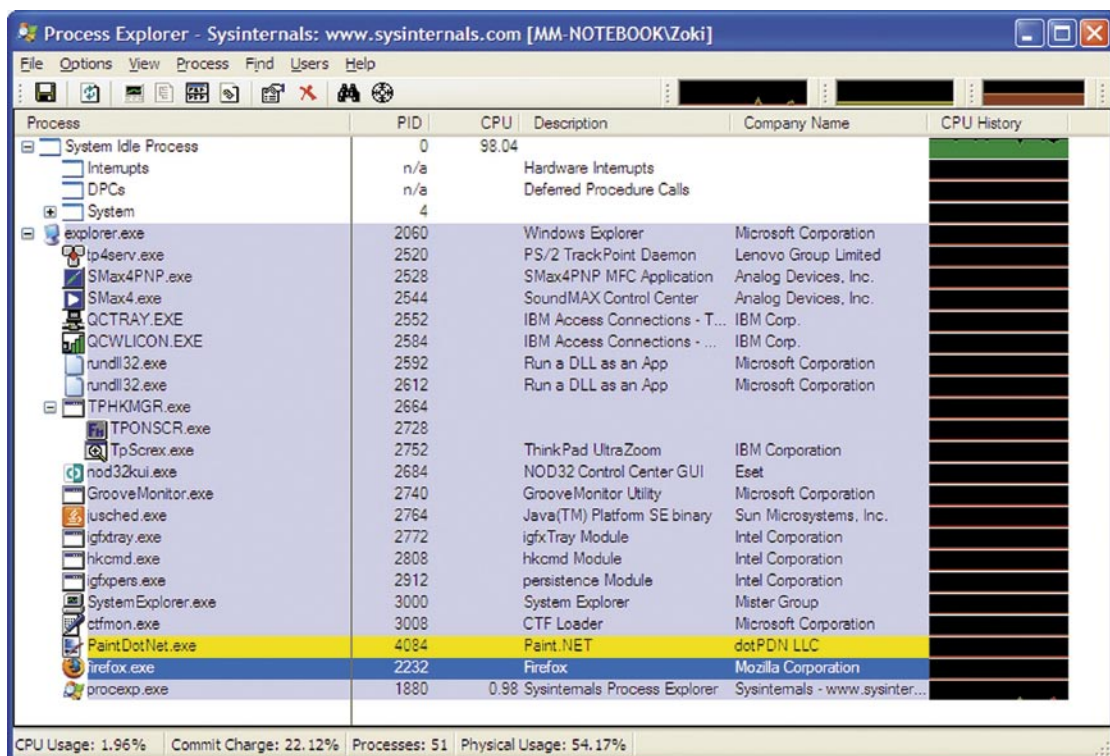 Process Explorer - Sysinternals: www.sysinternals.com [MM-NOTEBOOK\Zoki]
File Options View Process Find Users Help
Process PID CPU Description Company Name CPU History
System Idle Process 0 98.04
Interrupts n/a Hardware Interrupts
DPCs n/a Deferred Procedure Calls
System 4
explorer.exe 2060 Windows Explorer Microsoft Corporation
tp4serv.exe 2520 PS/2 TrackPoint Daemon Lenovo Group Limited
SMax4PNP.exe 2528 SMax4PNP MFC Application Analog Devices, Inc.
SMax4.exe 2544 SoundMAX Control Center Analog Devices, Inc.
QCTRAY.EXE 2552 IBM Access Connections - T... IBM Corp.
QCWLICON.EXE 2584 IBM Access Connections - ... IBM Corp.
rundll32.exe 2592 Run a DLL as an App Microsoft Corporation
rundll32.exe 2612 Run a DLL as an App Microsoft Corporation
TPHKMGR.exe 2664
TPONSCR.exe 2728
TpScrex.exe 2752 ThinkPad UltraZoom IBM Corporation
nod32kui.exe 2684 NOD32 Control Center GUI Eset
GrooveMonitor.exe 2740 GrooveMonitor Utility Microsoft Corporation
jusched.exe 2764 Java(TM) Platform SE binary Sun Microsystems, Inc.
igfxtray.exe 2772 igfxTray Module Intel Corporation
hkcmd.exe 2808 hkcmd Module Intel Corporation
igfxpers.exe 2912 persistence Module Intel Corporation
SystemExplorer.exe 3000 System Explorer Mister Group
ctfmon.exe 3008 CTF Loader Microsoft Corporation
PaintDotNet.exe 4084 Paint.NET dotPDN LLC
firefox.exe 2232 Firefox Mozilla Corporation
procexp.exe 1880 0.98 Sysinternals Process Explorer Sysinternals - www.sysinter...
CPU Usage: 1.96% Commit Charge: 22.12% Processes: 51 Physical Usage: 54.17%